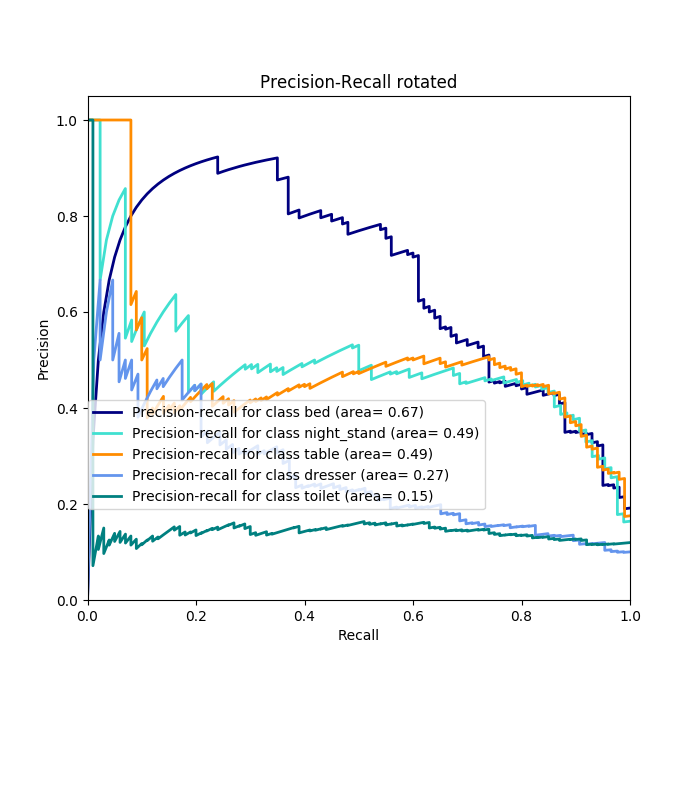 Precision-Recall rotated
Precision
1.0
0.8
0.6
0.4
0.2
0.0
Precision-recall for class bed (area= 0.67)
Precision-recall for class night_stand (area= 0.49)
Precision-recall for class table (area= 0.49)
Precision-recall for class dresser (area= 0.27)
Precision-recall for class toilet (area= 0.15)
0.0 0.2 0.4 0.6 0.8 1.0
Recall